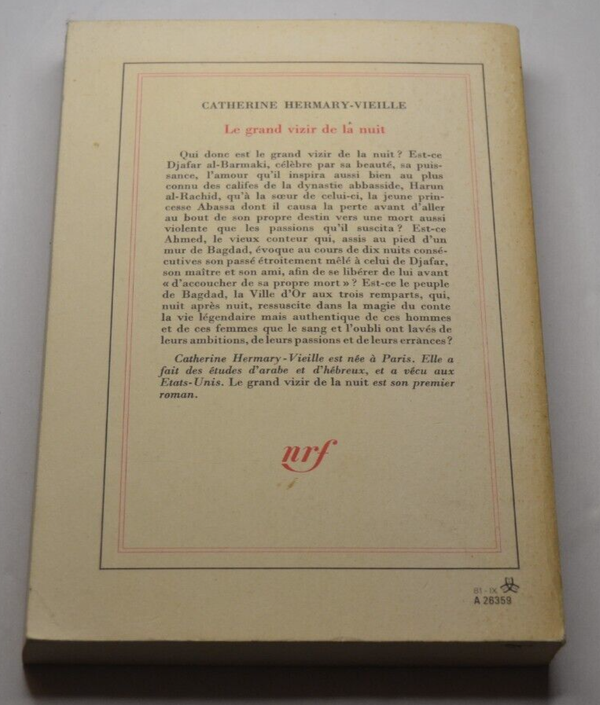 CATHERINE HERMARY-VIEILLE
Le grand vizir de la nuit
Qui donc est le grand vizir de la nuit ? Est-ce
Djafar al-Barmaki, célèbre par sa beauté, sa puis-
sance, l'amour qu'il inspira aussi bien au plus
connu des califes de la dynastie abbasside, Harun
al-Rachid, qu'à la sœur de celui-ci, la jeune prin-
cesse Abassa dont il causa la perte avant d'aller
au bout de son propre destin vers une mort aussi
violente que les passions qu'il suscita ? Est-ce
Ahmed, le vieux conteur qui, assis au pied d'un
mur de Bagdad, évoque au cours de dix nuits consé-
cutives son passé étroitement mêlé à celui de Djafar,
son maître et son ami, afin de se libérer de lui avant
« d'accoucher de sa propre mort » ? Est-ce le peuple
de Bagdad, la Ville d'Or aux trois remparts, qui,
nuit après nuit, ressuscite dans la magie du conte
la vie légendaire mais authentique de ces hommes
et de ces femmes que le sang et l'oubli ont lavés de
leurs ambitions, de leurs passions et de leurs errances ?
Catherine Hermary-Vieille est née à Paris. Elle a
fait des études d'arabe et d'hébreux, et a vécu aux
Etats-Unis. Le grand vizir de la nuit est son premier
roman.
nrf
81-IX
A 26359